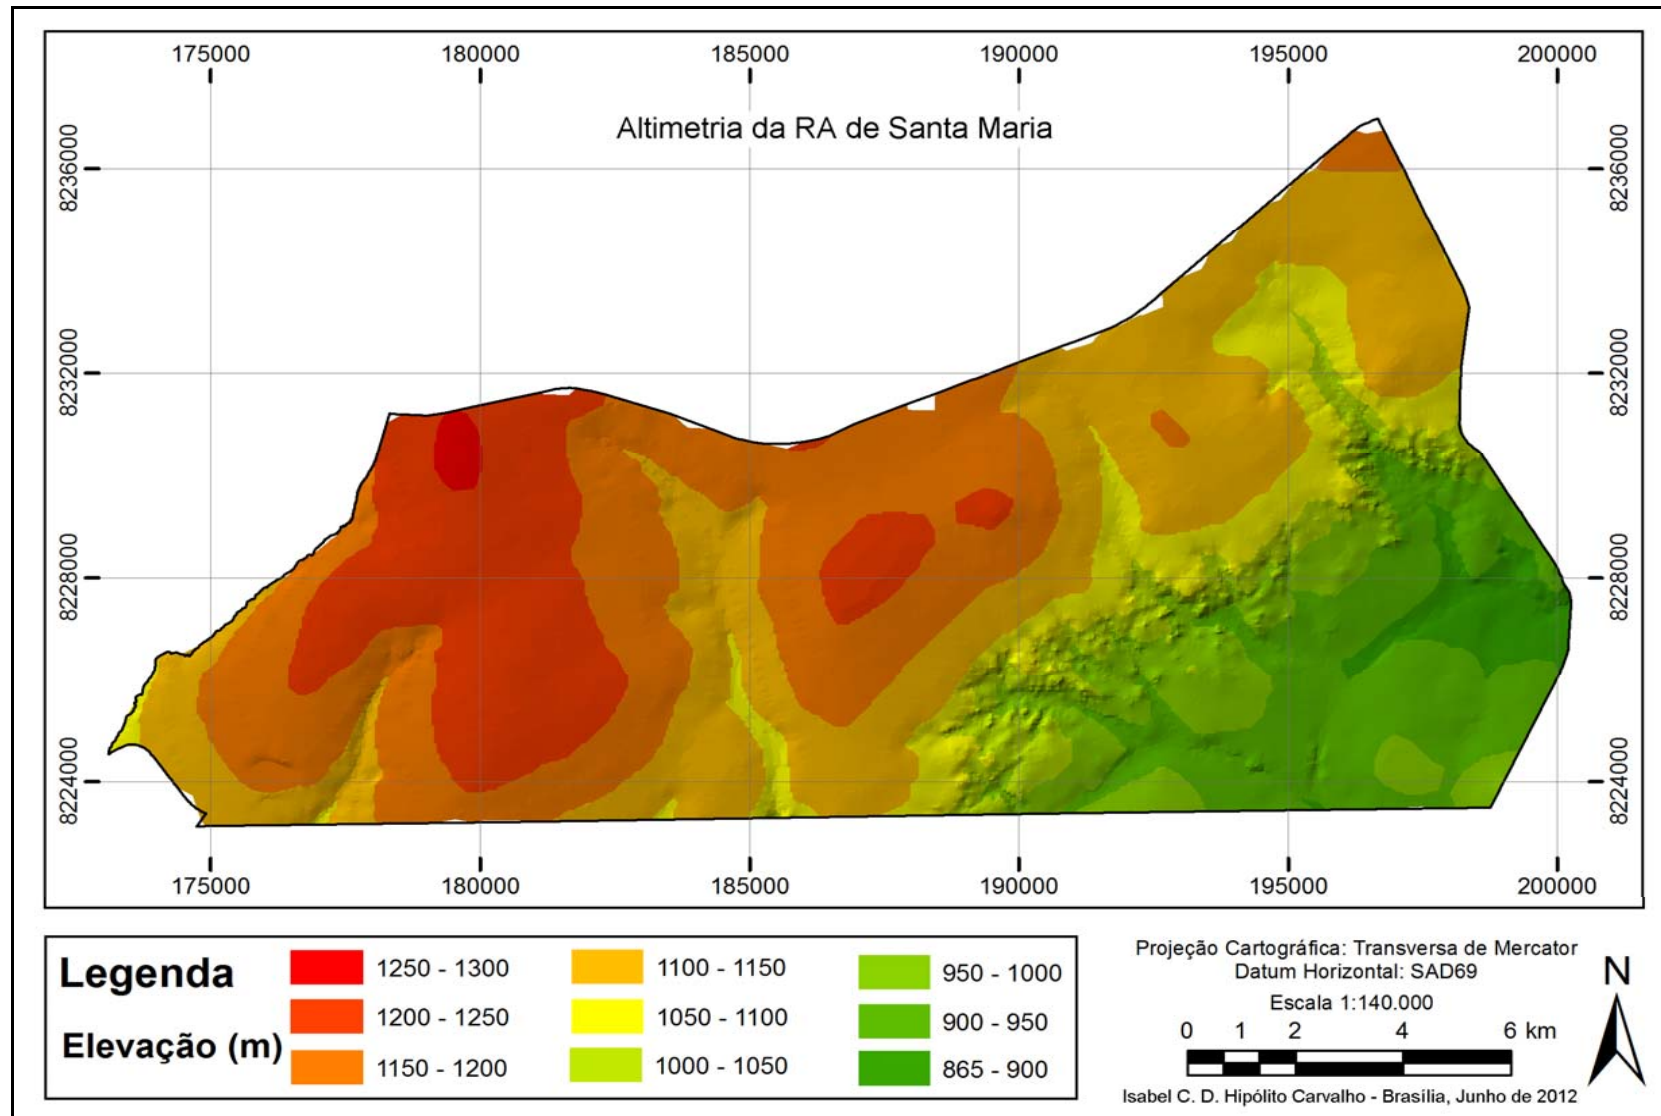 175000 180000 185000 190000 195000 200000
Altimetria da RA de Santa Maria
8236000 8236000
8232000 8232000
8228000 8228000
8224000 8224000
175000 180000 185000 190000 195000 200000
Legenda
Elevação (m)
1250 - 1300
1200 - 1250
1150 - 1200
1100 - 1150
1050 - 1100
1000 - 1050
950 - 1000
900 - 950
865 - 900
Projeção Cartográfica: Transversa de Mercator
Datum Horizontal: SAD69
Escala 1:140.000
0 1 2 4 6 km
N
Isabel C. D. Hipólito Carvalho - Brasília, Junho de 2012